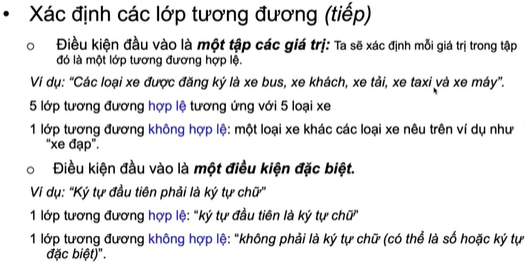 • Xác định các lớp tương đương (tiếp)
o Điều kiện đầu vào là một tập các giá trị: Ta sẽ xác định mỗi giá trị trong tập
đó là một lớp tương đương hợp lệ.
Ví dụ: “Các loại xe được đăng ký là xe bus, xe khách, xe tải, xe taxi và xe máy”.
5 lớp tương đương hợp lệ tương ứng với 5 loại xe
1 lớp tương đương không hợp lệ: một loại xe khác các loại xe nêu trên ví dụ như
“xe đạp”.
o Điều kiện đầu vào là một điều kiện đặc biệt.
Ví dụ: “Ký tự đầu tiên phải là ký tự chữ”
1 lớp tương đương hợp lệ: “ký tự đầu tiên là ký tự chữ”
1 lớp tương đương không hợp lệ: “không phải là ký tự chữ (có thể là số hoặc ký tự
đặc biệt)”.